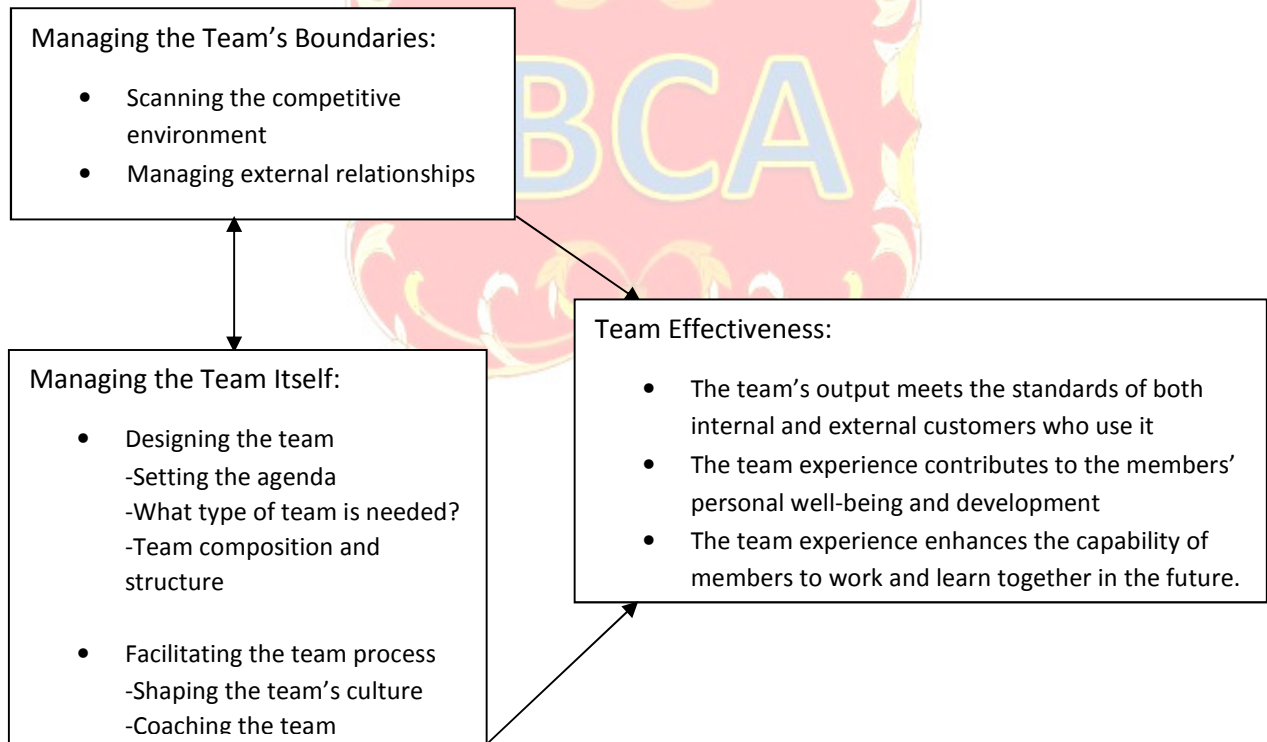 BCA
Managing the Team’s Boundaries:
• Scanning the competitive
environment
• Managing external relationships
Managing the Team Itself:
• Designing the team
-Setting the agenda
-What type of team is needed?
-Team composition and
structure
• Facilitating the team process
-Shaping the team’s culture
-Coaching the team
Team Effectiveness:
• The team’s output meets the standards of both
internal and external customers who use it
• The team experience contributes to the members’
personal well-being and development
• The team experience enhances the capability of
members to work and learn together in the future.